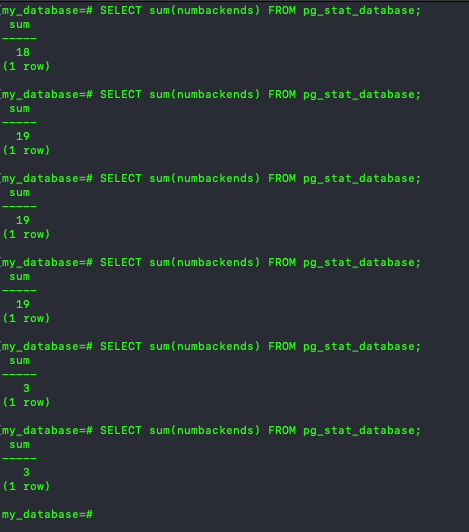 my_database=# SELECT sum(numbackends) FROM pg_stat_database;
 sum
-----
  18
(1 row)

my_database=# SELECT sum(numbackends) FROM pg_stat_database;
 sum
-----
  19
(1 row)

my_database=# SELECT sum(numbackends) FROM pg_stat_database;
 sum
-----
  19
(1 row)

my_database=# SELECT sum(numbackends) FROM pg_stat_database;
 sum
-----
  19
(1 row)

my_database=# SELECT sum(numbackends) FROM pg_stat_database;
 sum
-----
   3
(1 row)

my_database=# SELECT sum(numbackends) FROM pg_stat_database;
 sum
-----
   3
(1 row)

my_database=#